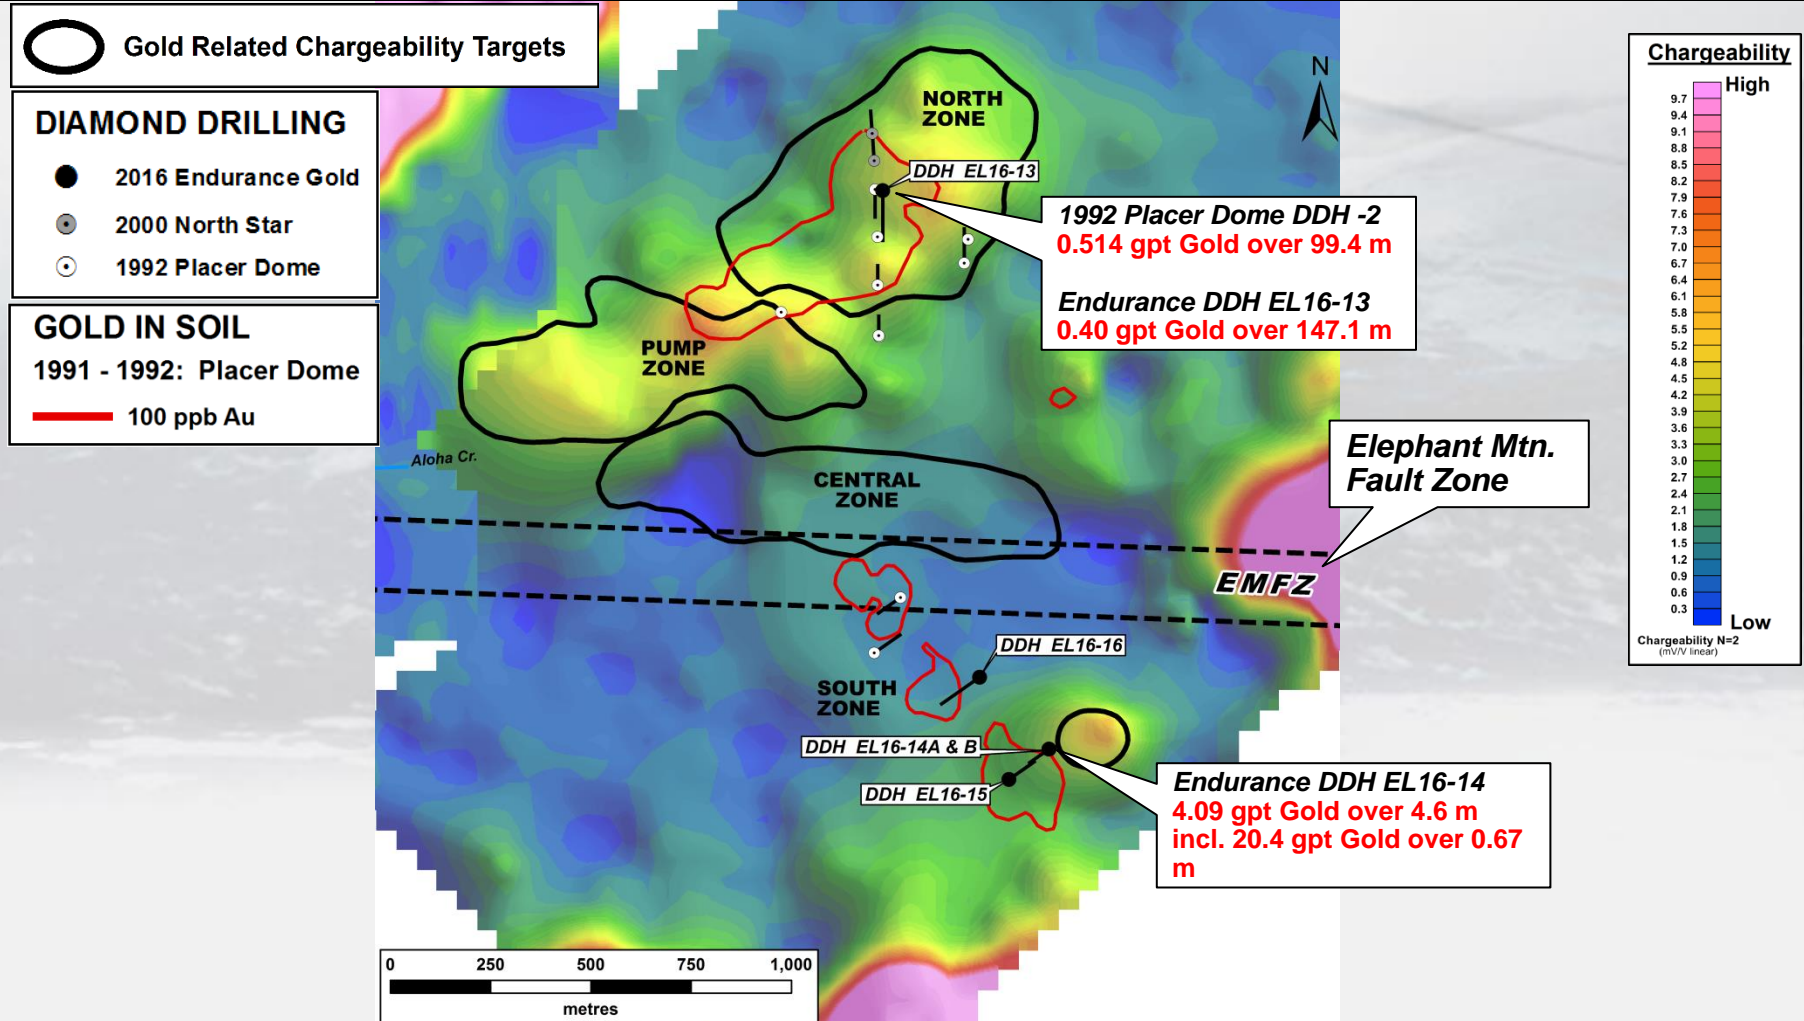 Gold Related Chargeability Targets
DIAMOND DRILLING
2016 Endurance Gold
2000 North Star
1992 Placer Dome
GOLD IN SOIL
1991 - 1992: Placer Dome
100 ppb Au
NORTH
ZONE
DDH EL16-13
1992 Placer Dome DDH -2
0.514 gpt Gold over 99.4 m
Endurance DDH EL16-13
0.40 gpt Gold over 147.1 m
PUMP
ZONE
Aloha Cr.
CENTRAL
ZONE
Elephant Mtn.
Fault Zone
EMFZ
DDH EL16-16
SOUTH
ZONE
DDH EL16-14A & B
DDH EL16-15
Endurance DDH EL16-14
4.09 gpt Gold over 4.6 m
incl. 20.4 gpt Gold over 0.67
m
0 250 500 750 1,000
metres
N
Chargeability
High
9.7
9.4
9.1
8.8
8.5
8.2
7.9
7.6
7.3
7.0
6.7
6.4
6.1
5.8
5.5
5.2
4.8
4.5
4.2
3.9
3.6
3.3
3.0
2.7
2.4
2.1
1.8
1.5
1.2
0.9
0.6
0.3
Low
Chargeability N=2
(mV/V linear)